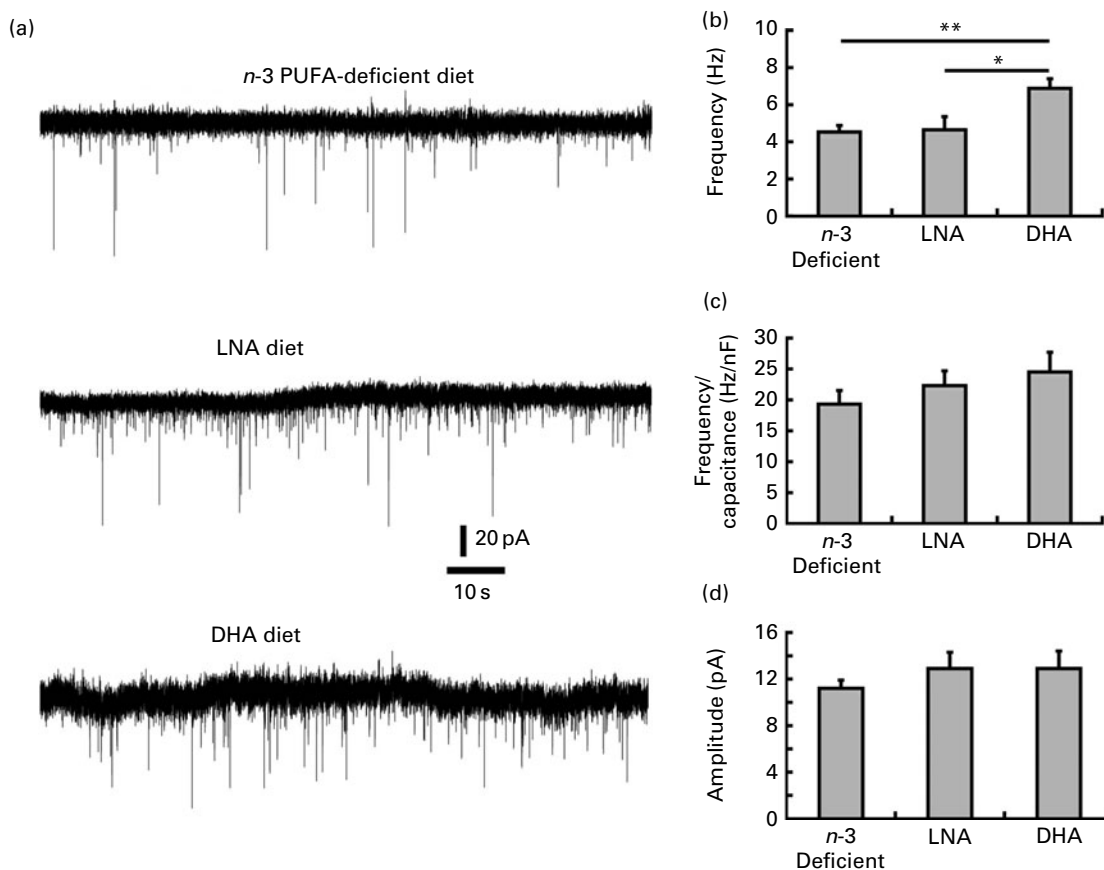 (a)
n-3 PUFA-deficient diet
LNA diet
20 pA
10 s
DHA diet
(b)
10
8
6
4
2
0
Frequency (Hz)
**
*
n-3
Deficient
LNA
DHA
(c)
30
25
20
15
10
5
0
Frequency/
capacitance (Hz/nF)
n-3
Deficient
LNA
DHA
(d)
16
12
8
4
0
Amplitude (pA)
n-3
Deficient
LNA
DHA